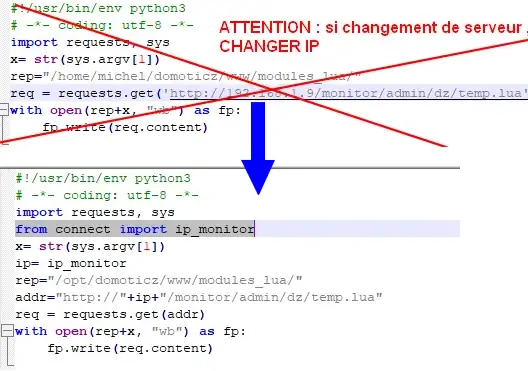 #!/usr/bin/env python3
# -*- coding: utf-8 -*-
ATTENTION : si changement de serveur ,
CHANGER IP
import requests, sys
x= str(sys.argv[1])
rep="/home/michel/domoticz/www/modules_lua/"
req = requests.get('http://192.168.1.9/monitor/admin/dz/temp.lua'
with open(rep+x, "wb") as fp:
fp.write(req.content)
#!/usr/bin/env python3
# -*- coding: utf-8 -*-
import requests, sys
from connect import ip_monitor
x= str(sys.argv[1])
ip= ip_monitor
rep="/opt/domoticz/www/modules_lua/"
addr="http://"+ip+"/monitor/admin/dz/temp.lua"
req = requests.get(addr)
with open(rep+x, "wb") as fp:
fp.write(req.content)